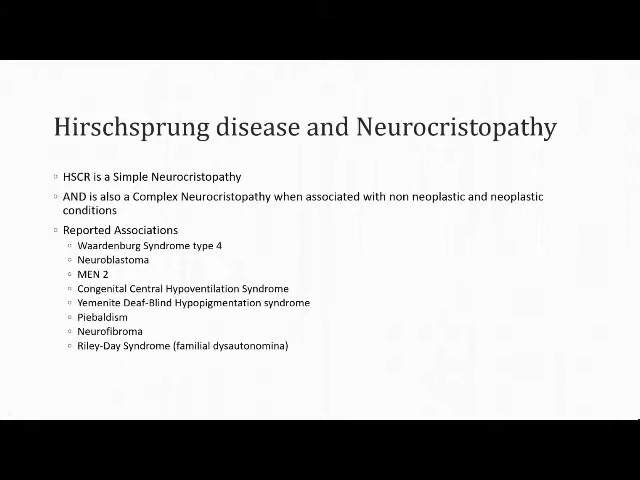 Hirschsprung disease and Neurocristopathy
▫ HSCR is a Simple Neurocristopathy
▫ AND is also a Complex Neurocristopathy when associated with non neoplastic and neoplastic
conditions
▫ Reported Associations
▫ Waardenburg Syndrome type 4
▫ Neuroblastoma
▫ MEN 2
▫ Congenital Central Hypoventilation Syndrome
▫ Yemenite Deaf-Blind Hypopigmentation syndrome
▫ Piebaldism
▫ Neurofibroma
▫ Riley-Day Syndrome (familial dysautonomina)